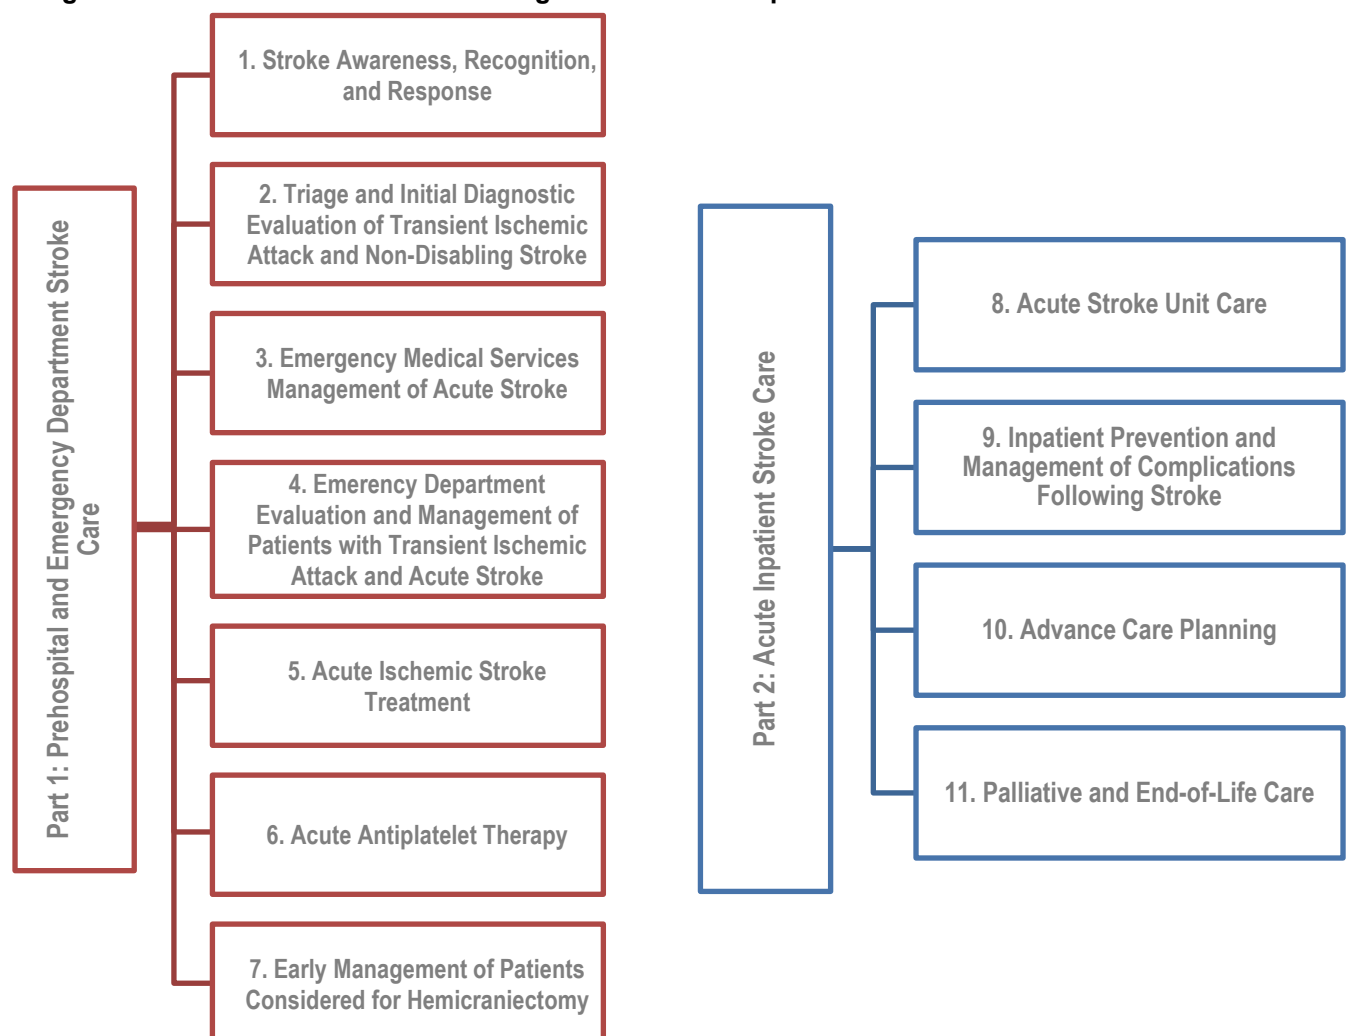 Part 1: Prehospital and Emergency Department Stroke
Care
1. Stroke Awareness, Recognition,
and Response
2. Triage and Initial Diagnostic
Evaluation of Transient Ischemic
Attack and Non-Disabling Stroke
3. Emergency Medical Services
Management of Acute Stroke
4. Emerency Department
Evaluation and Management of
Patients with Transient Ischemic
Attack and Acute Stroke
5. Acute Ischemic Stroke
Treatment
6. Acute Antiplatelet Therapy
7. Early Management of Patients
Considered for Hemicraniectomy
Part 2: Acute Inpatient Stroke Care
8. Acute Stroke Unit Care
9. Inpatient Prevention and
Management of Complications
Following Stroke
10. Advance Care Planning
11. Palliative and End-of-Life Care